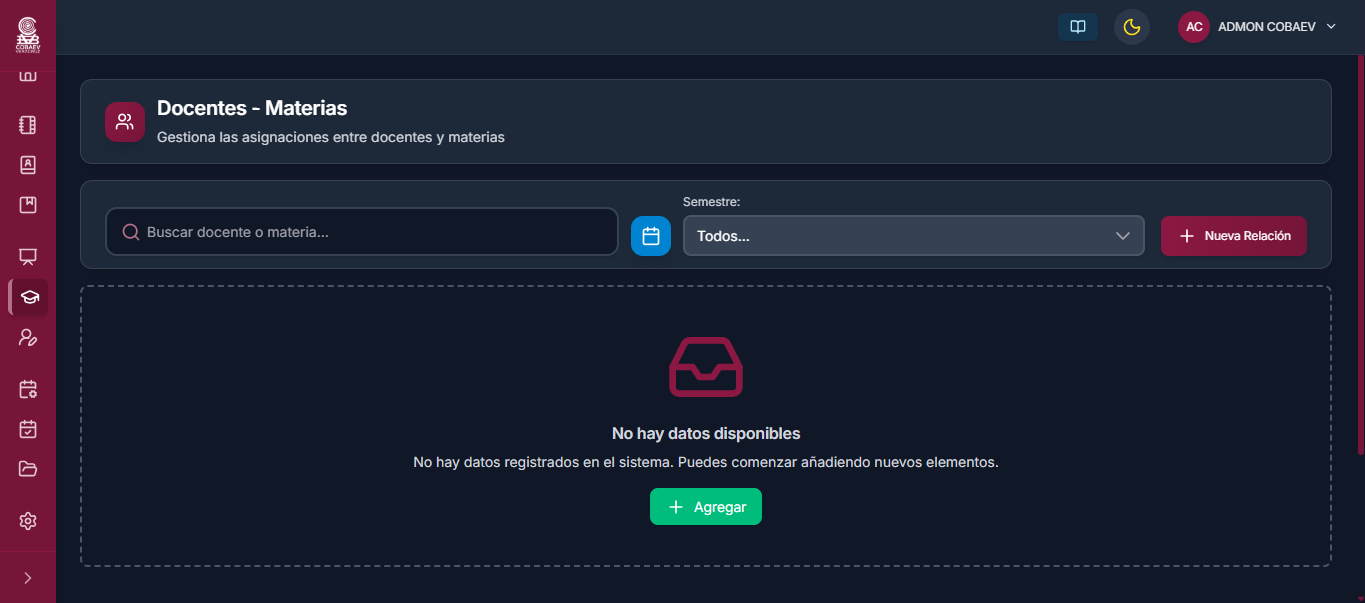 COBAEV
VERACRUZ
AC
ADMON COBAEV
Docentes - Materias
Gestiona las asignaciones entre docentes y materias
Semestre:
Buscar docente o materia...
Todos...
Nueva Relación
No hay datos disponibles
No hay datos registrados en el sistema. Puedes comenzar añadiendo nuevos elementos.
Agregar